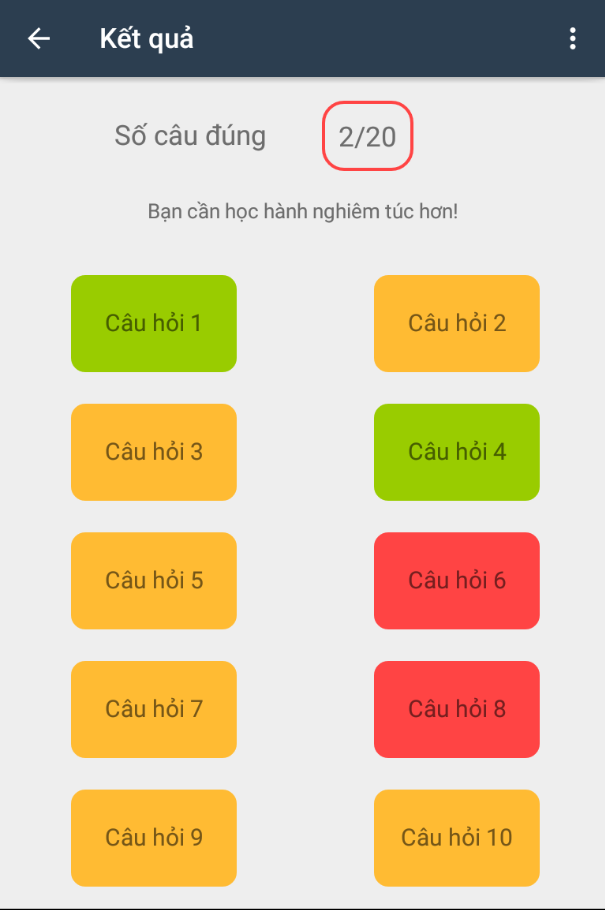 Kết quả
Số câu đúng 2/20
Bạn cần học hành nghiêm túc hơn!
Câu hỏi 1 Câu hỏi 2
Câu hỏi 3 Câu hỏi 4
Câu hỏi 5 Câu hỏi 6
Câu hỏi 7 Câu hỏi 8
Câu hỏi 9 Câu hỏi 10